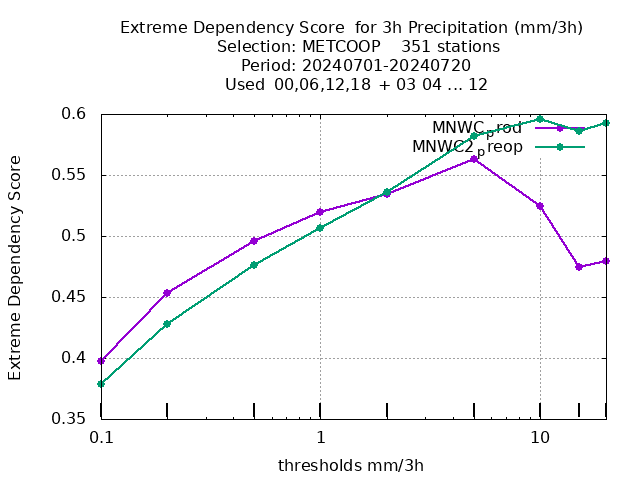 Extreme Dependency Score for 3h Precipitation (mm/3h)
Selection: METCOOP 351 stations
Period: 20240701-20240720
Used 00,06,12,18 + 03 04 ... 12
MNWC_prod
MNWC2_preop
Extreme Dependency Score
0.6
0.55
0.5
0.45
0.4
0.35
0.1 1 10
thresholds mm/3h